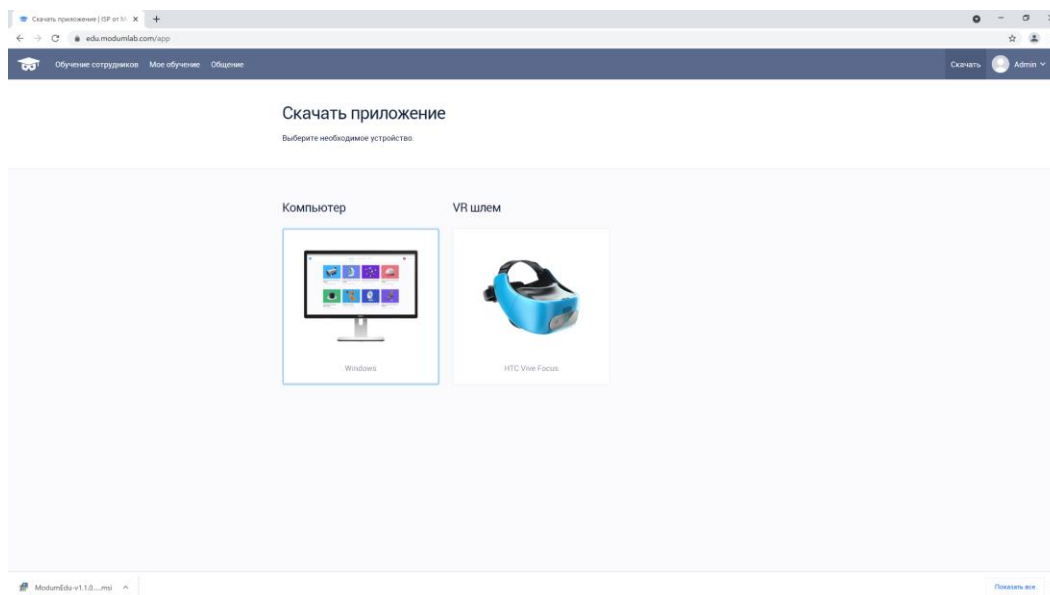 Скачать приложение | ISP от M
edu.modumlab.com/app
Обучение сотрудников Мое обучение Общение Скачать Admin
Скачать приложение
Выберите необходимое устройство.
Компьютер VR шлем
Windows HTC Vive Focus
ModumEdu-v1.1.0....msi Показать все